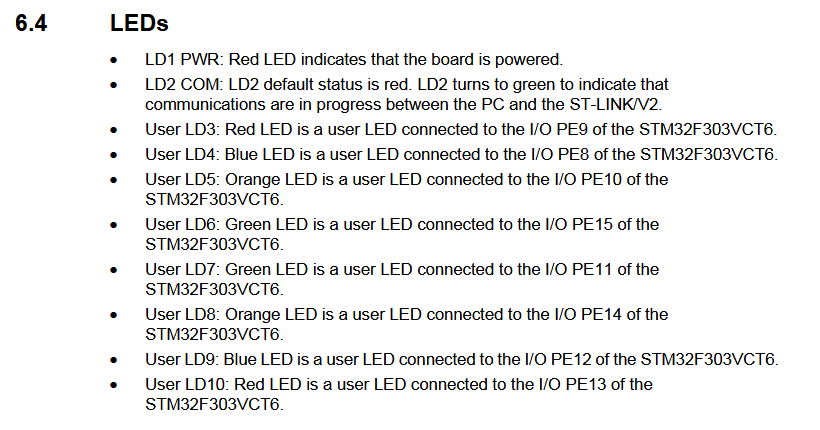 6.4 LEDs
• LD1 PWR: Red LED indicates that the board is powered.
• LD2 COM: LD2 default status is red. LD2 turns to green to indicate that
communications are in progress between the PC and the ST-LINK/V2.
• User LD3: Red LED is a user LED connected to the I/O PE9 of the STM32F303VCT6.
• User LD4: Blue LED is a user LED connected to the I/O PE8 of the STM32F303VCT6.
• User LD5: Orange LED is a user LED connected to the I/O PE10 of the
STM32F303VCT6.
• User LD6: Green LED is a user LED connected to the I/O PE15 of the
STM32F303VCT6.
• User LD7: Green LED is a user LED connected to the I/O PE11 of the
STM32F303VCT6.
• User LD8: Orange LED is a user LED connected to the I/O PE14 of the
STM32F303VCT6.
• User LD9: Blue LED is a user LED connected to the I/O PE12 of the STM32F303VCT6.
• User LD10: Red LED is a user LED connected to the I/O PE13 of the
STM32F303VCT6.